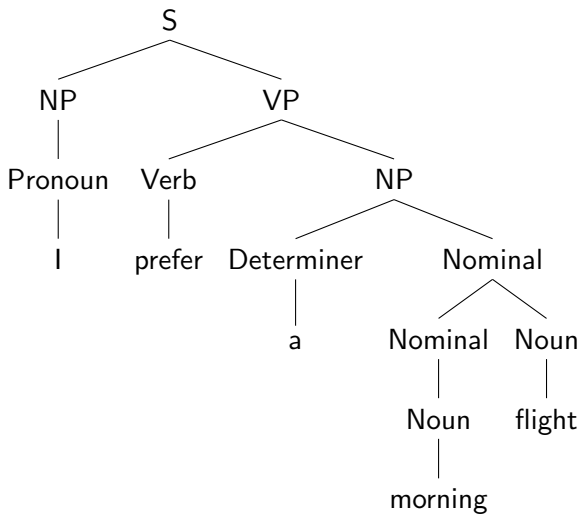 S
NP VP
Pronoun Verb NP
I prefer Determiner Nominal
a Nominal Noun
Noun flight
morning